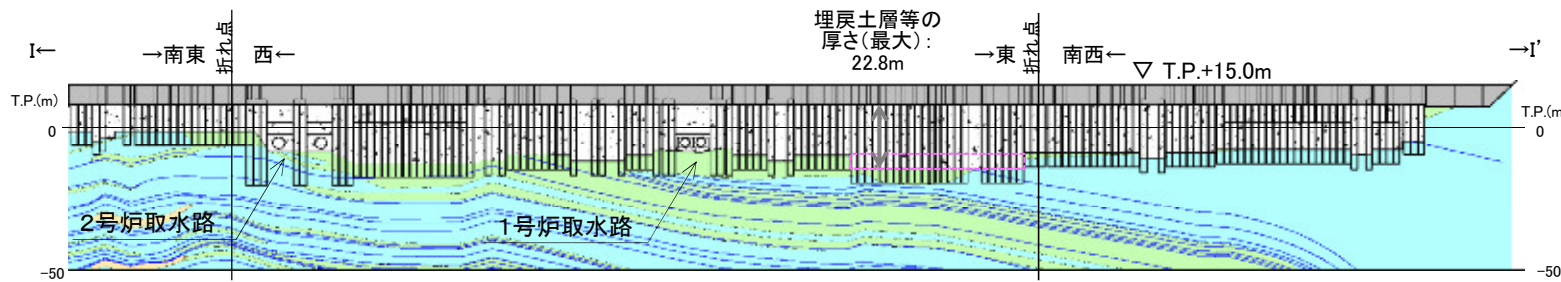 埋戻土層等の
厚さ(最大):
22.8m
I←
→南東
折れ点
西←
→東
折れ点
南西←
→I'
▽ T.P.+15.0m
T.P.(m)
T.P.(m
0
0
2号炉取水路
1号炉取水路
-50
-50